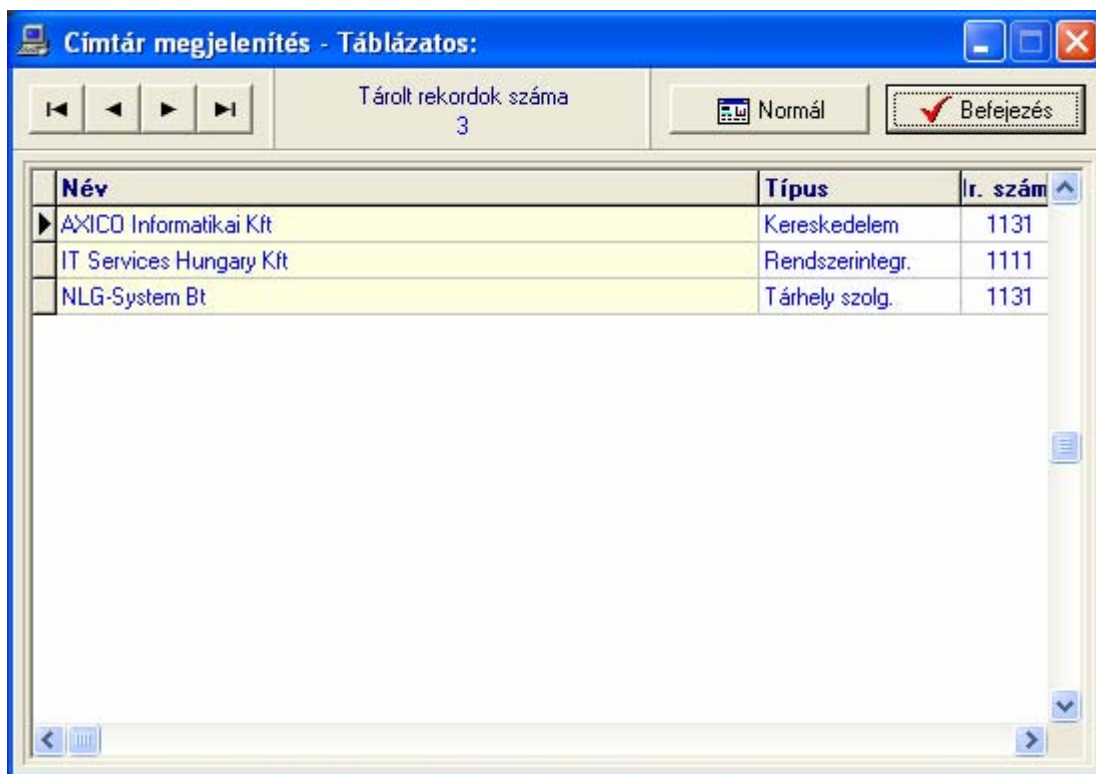 Címtár megjelenítés - Táblázatos:
Tárolt rekordok száma
3
Normál
Befejezés
Név Típus Ir. szám
AXICO Informatikai Kft Kereskedelem 1131
IT Services Hungary Kft Rendszerintegr. 1111
NLG-System Bt Tárhely szolg. 1131